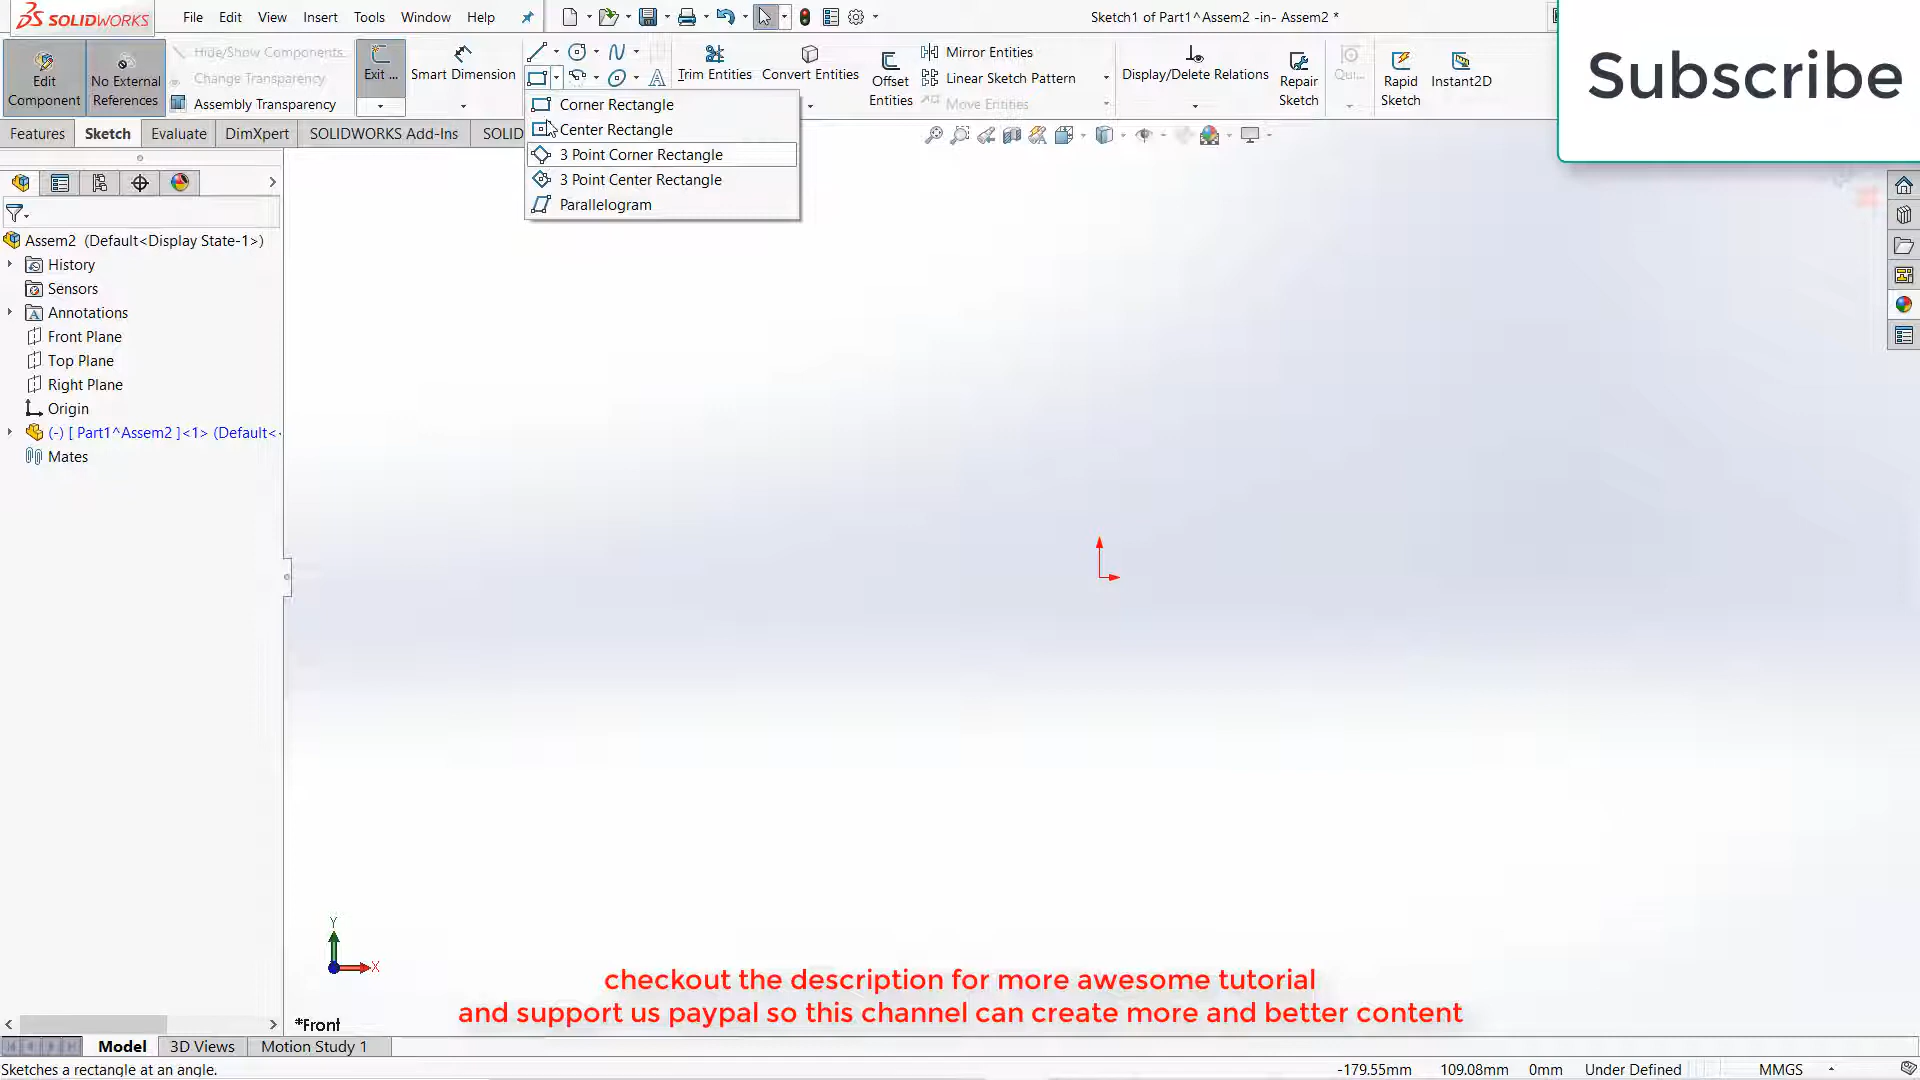 SOLIDWORKS File Edit View Insert Tools Window Help
Sketch1 of Part1^Assem2 -in- Assem2 *
Subscribe
Edit Component
No External References
Hide/Show Components
Change Transparency
Assembly Transparency
Exit ...
Smart Dimension
Trim Entities
Convert Entities
Offset Entities
Mirror Entities
Linear Sketch Pattern
Move Entities
Display/Delete Relations
Repair Sketch
Qui...
Rapid Sketch
Instant2D
Features Sketch Evaluate DimXpert SOLIDWORKS Add-Ins SOLID
Corner Rectangle
Center Rectangle
3 Point Corner Rectangle
3 Point Center Rectangle
Parallelogram
Assem2 (Default<Display State-1>)
History
Sensors
Annotations
Front Plane
Top Plane
Right Plane
Origin
(-) [ Part1^Assem2 ]<1> (Default<
Mates
Y
X
*Front
checkout the description for more awesome tutorial
and support us paypal so this channel can create more and better content
Model 3D Views Motion Study 1
Sketches a rectangle at an angle.
-179.55mm 109.08mm 0mm Under Defined MMGS